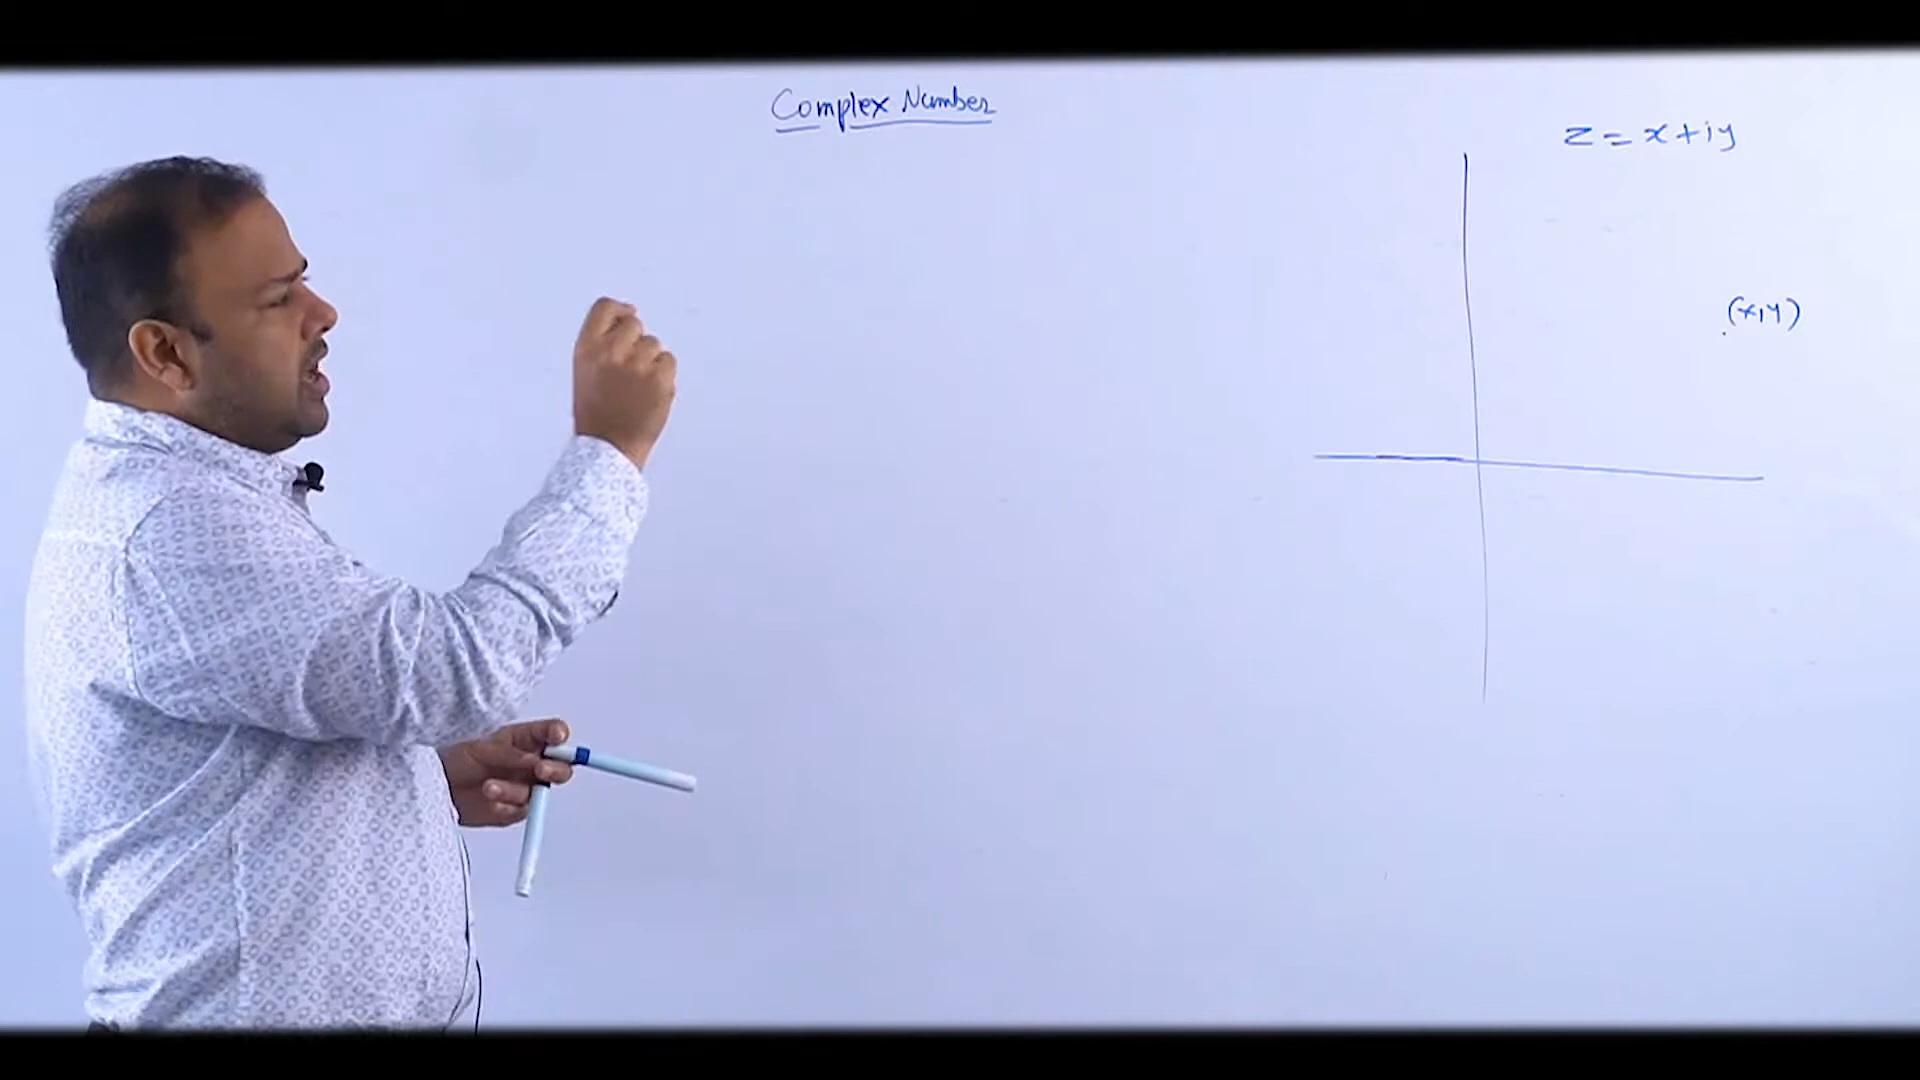 Complex Number
z = x + iy
(x, y)